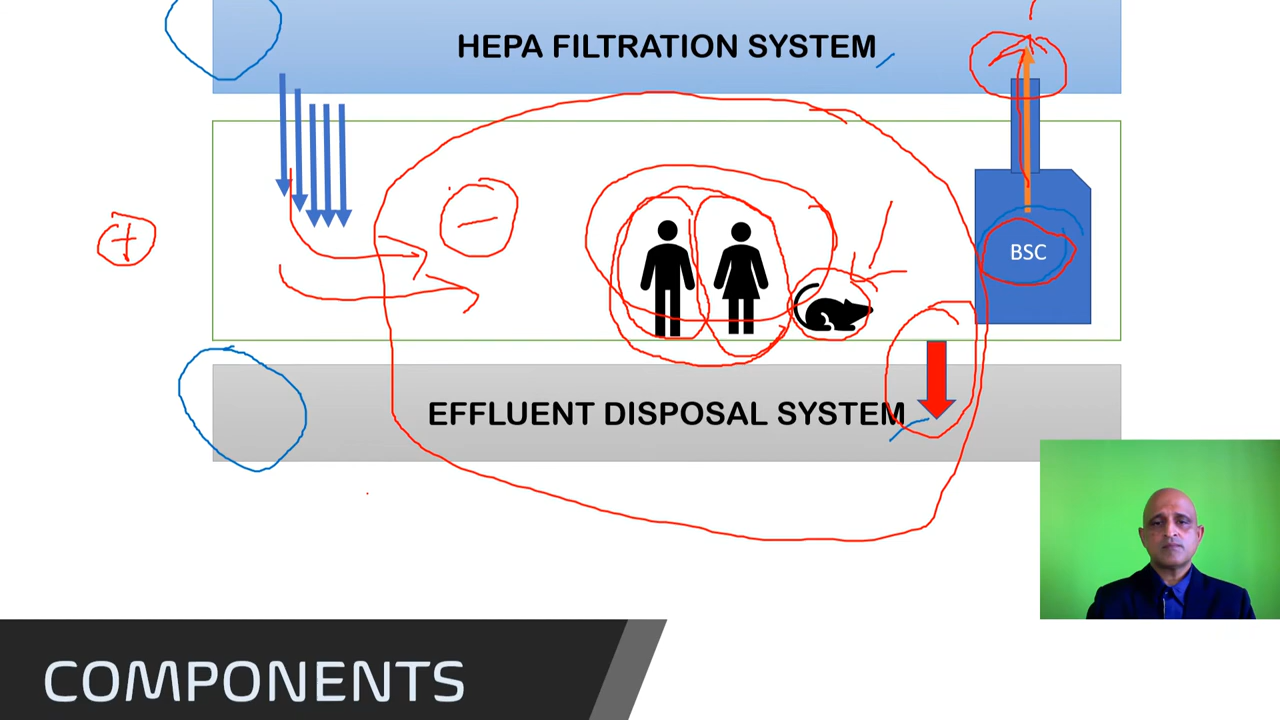 HEPA FILTRATION SYSTEM
+
−
BSC
EFFLUENT DISPOSAL SYSTEM
COMPONENTS